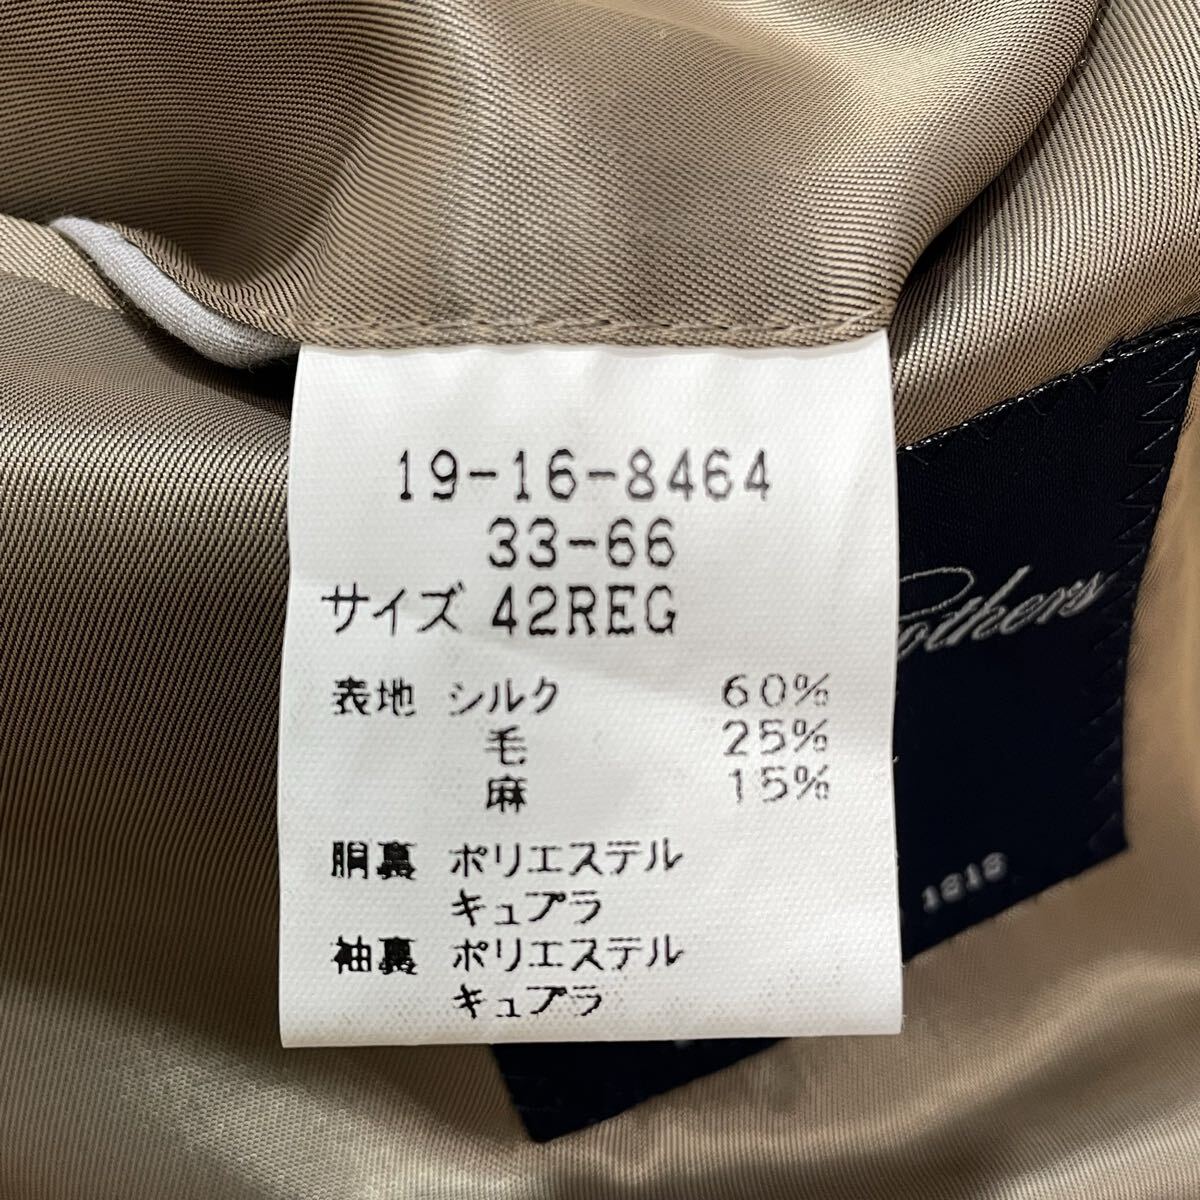 19-16-8464
33-66
サイズ 42REG
表地 シルク 60%
毛 25%
麻 15%
胴裏 ポリエステル
キュプラ
袖裏 ポリエステル
キュプラ
1818